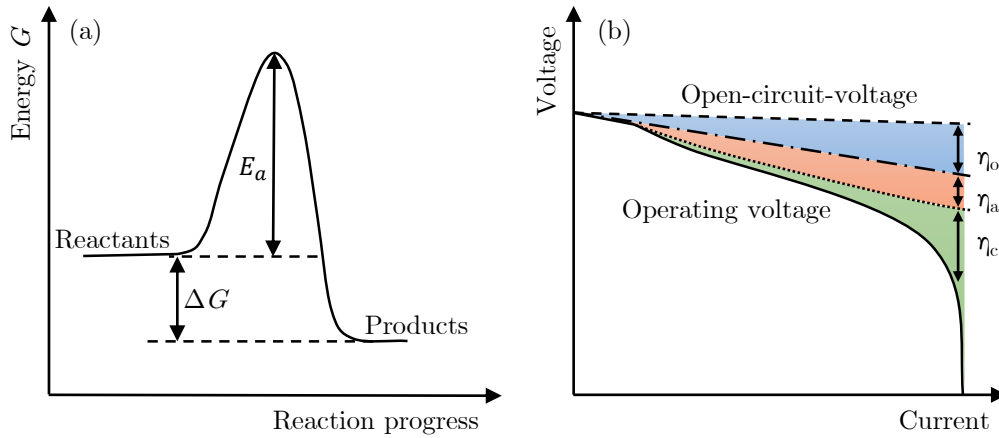 (a)
Energy G
E_a
Reactants
ΔG
Products
Reaction progress
(b)
Voltage
Open-circuit-voltage
η_o
η_a
Operating voltage
η_c
Current